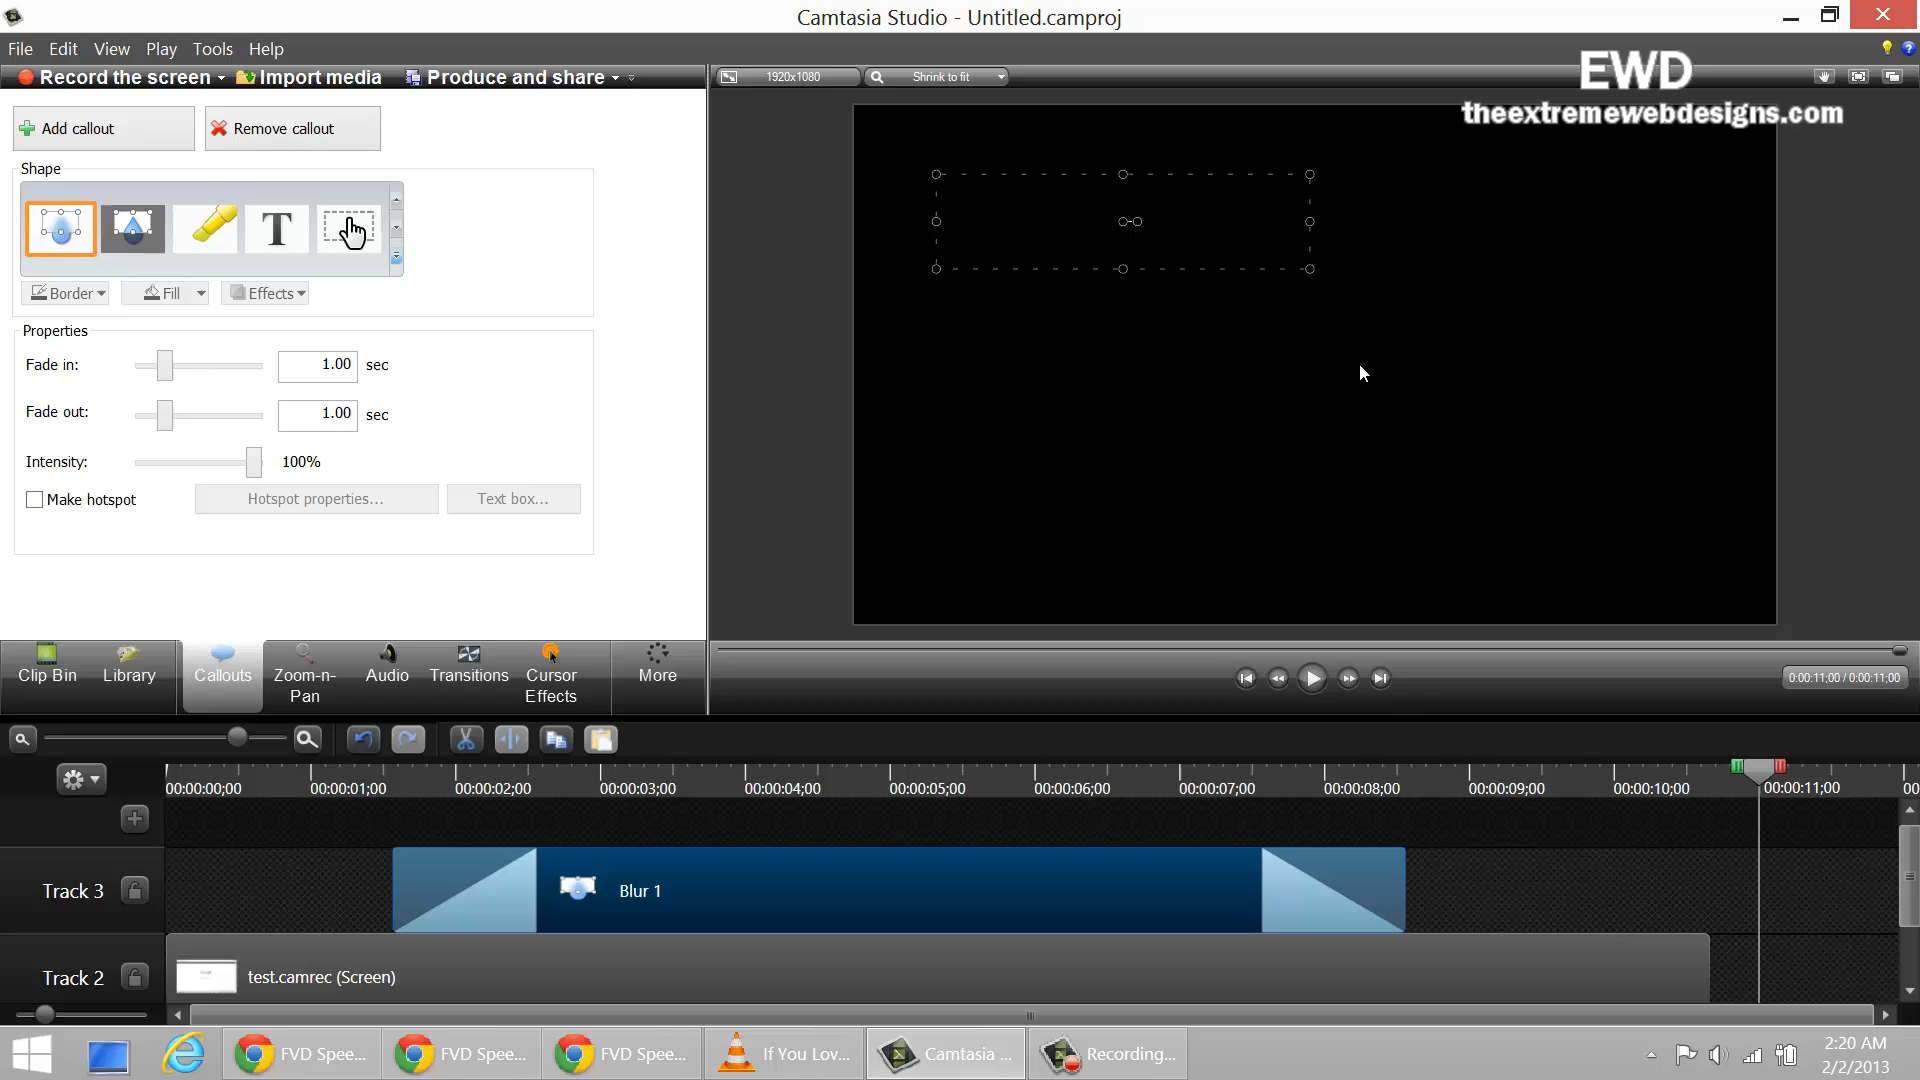 Camtasia Studio - Untitled.camproj
File Edit View Play Tools Help
Record the screen Import media Produce and share
1920x1080 Shrink to fit
EWD
theextremewebdesigns.com
Add callout Remove callout
Shape
T
Border Fill Effects
Properties
Fade in: 1.00 sec
Fade out: 1.00 sec
Intensity: 100%
Make hotspot Hotspot properties... Text box...
Clip Bin Library Callouts Zoom-n-Pan Audio Transitions Cursor Effects More
0:00:11;00 / 0:00:11;00
00:00:00;00 00:00:01;00 00:00:02;00 00:00:03;00 00:00:04;00 00:00:05;00 00:00:06;00 00:00:07;00 00:00:08;00 00:00:09;00 00:00:10;00 00:00:11;00 00
Track 3 Blur 1
Track 2 test.camrec (Screen)
FVD Spee... FVD Spee... FVD Spee... If You Lov... Camtasia ... Recording...
2:20 AM
2/2/2013